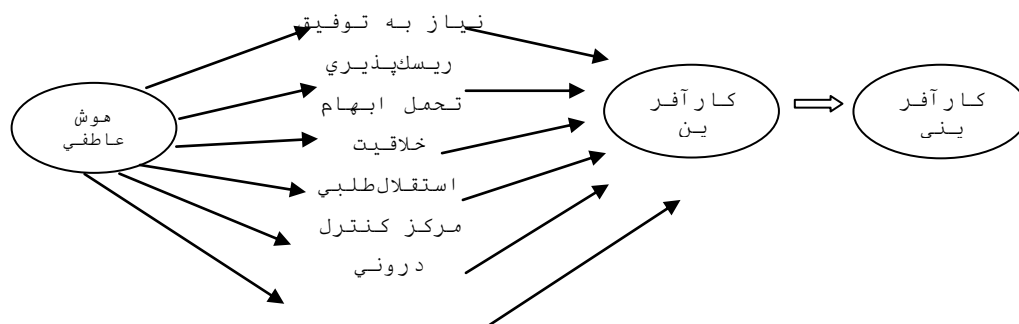 هوش
عاطفي
نياز به توفيق
ريسك‌پذيري
تحمل ابهام
خلاقيت
استقلال‌طلبي
مركز كنترل
دروني
كارآفر
ين
كارآفر
ينی